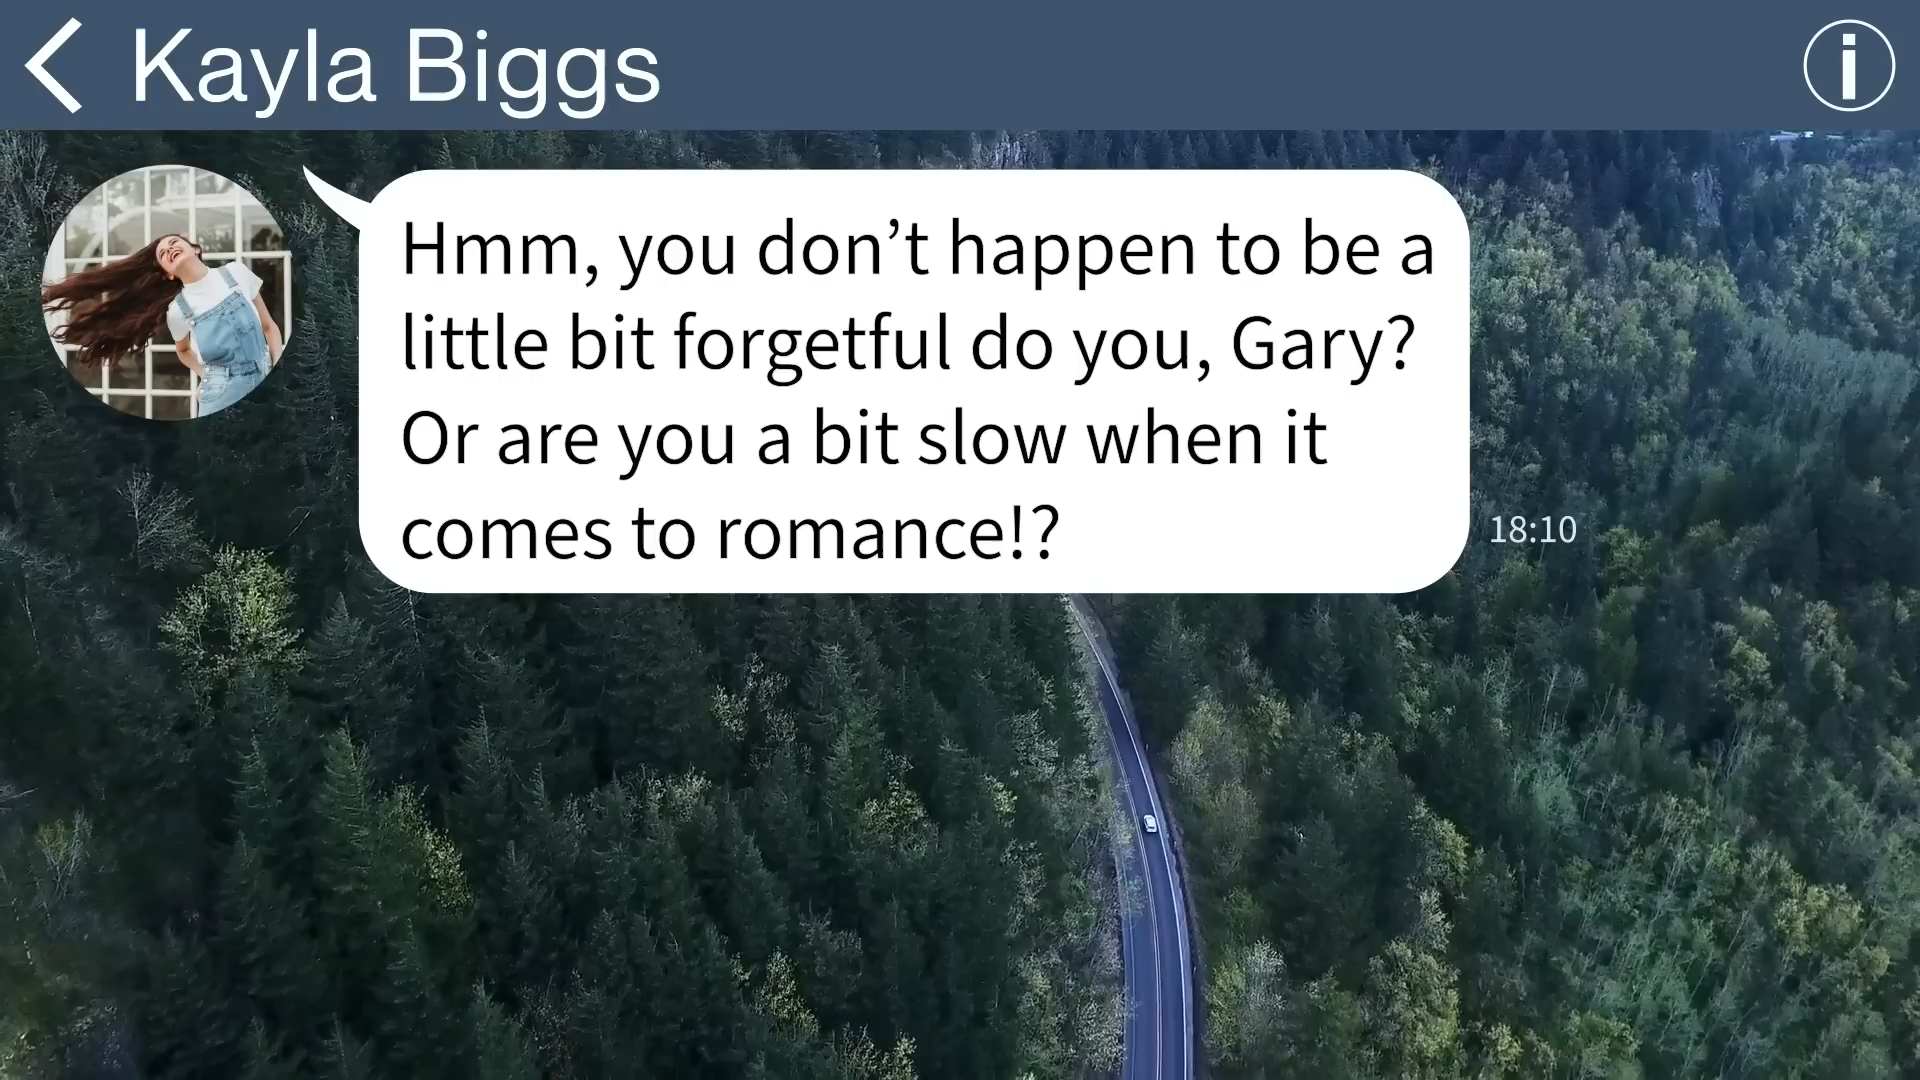 Kayla Biggs
Hmm, you don’t happen to be a
little bit forgetful do you, Gary?
Or are you a bit slow when it
comes to romance!?
18:10